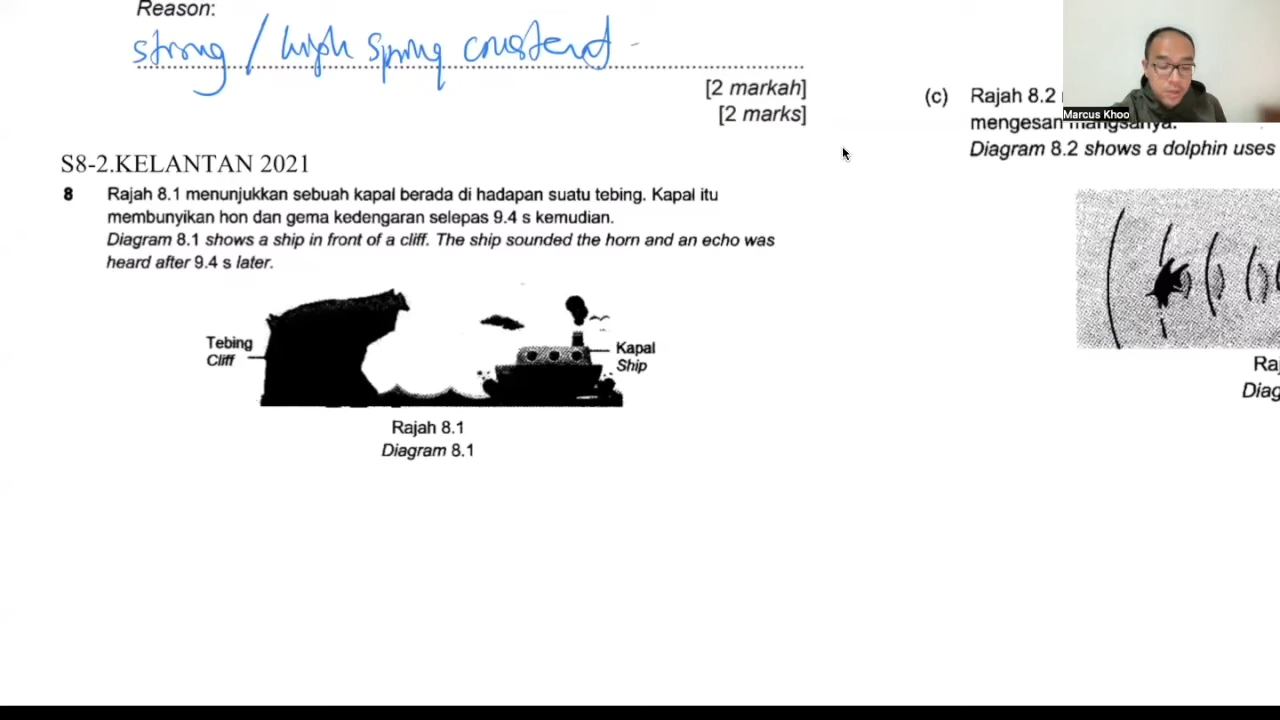 Reason:
strong / high spring constant -
[2 markah]
[2 marks]
S8-2.KELANTAN 2021
8 Rajah 8.1 menunjukkan sebuah kapal berada di hadapan suatu tebing. Kapal itu
membunyikan hon dan gema kedengaran selepas 9.4 s kemudian.
Diagram 8.1 shows a ship in front of a cliff. The ship sounded the horn and an echo was
heard after 9.4 s later.
Tebing
Cliff
Kapal
Ship
Rajah 8.1
Diagram 8.1
(c) Rajah 8.2
mengesan mangsanya.
Diagram 8.2 shows a dolphin uses
Ra
Diag
Marcus Khoo